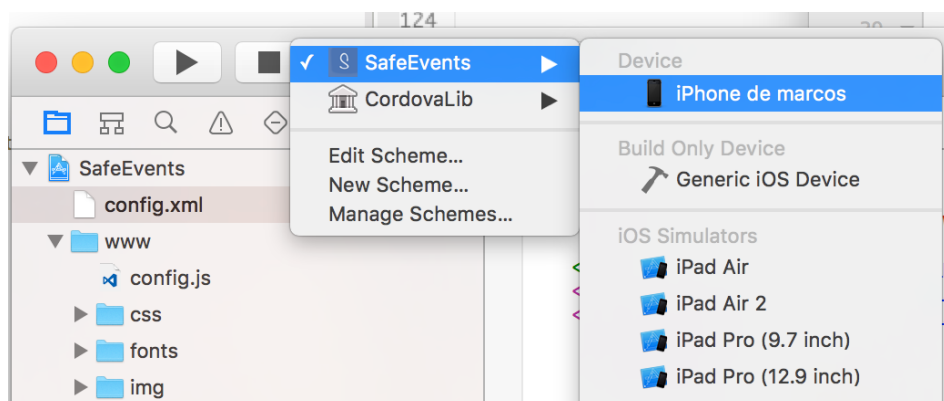 124
SafeEvents
CordovaLib
Edit Scheme...
New Scheme...
Manage Schemes...
Device
iPhone de marcos
Build Only Device
Generic iOS Device
iOS Simulators
iPad Air
iPad Air 2
iPad Pro (9.7 inch)
iPad Pro (12.9 inch)
SafeEvents
config.xml
www
config.js
css
fonts
img